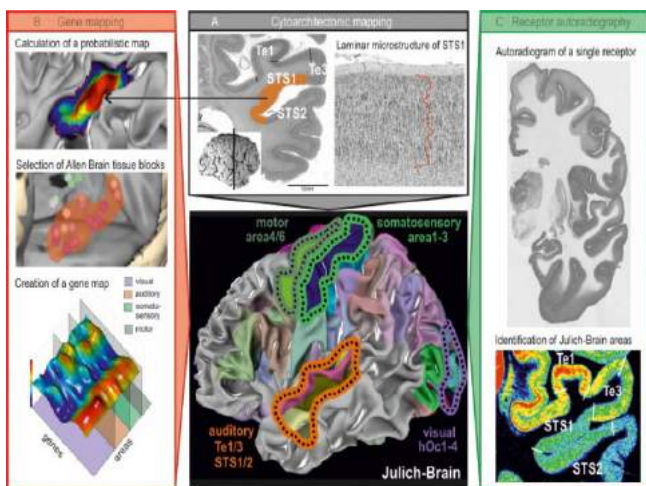 B Gene mapping
Calculation of a probabilistic map
Selection of Allen Brain tissue blocks
Creation of a gene map
visual
auditory
somato-
sensory
motor
genes
areas
A Cytoarchitectonic mapping
Te1
Te3
STS1
STS2
Laminar microstructure of STS1
motor
area4/6
somatosensory
area1-3
auditory
Te1/3
STS1/2
visual
hOc1-4
Julich-Brain
C Receptor autoradiography
Autoradiogram of a single receptor
Identification of Julich-Brain areas
Te1
Te3
STS1
STS2